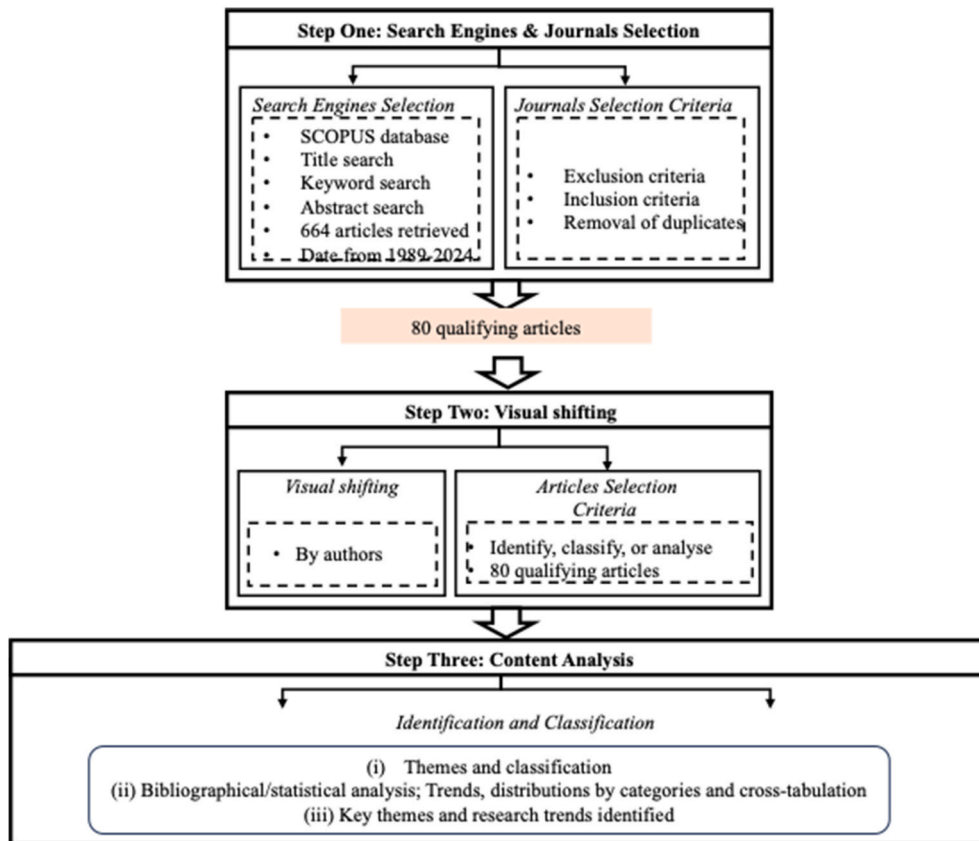 Step One: Search Engines & Journals Selection
Search Engines Selection
• SCOPUS database
• Title search
• Keyword search
• Abstract search
• 664 articles retrieved
• Date from 1989-2024
Journals Selection Criteria
• Exclusion criteria
• Inclusion criteria
• Removal of duplicates
80 qualifying articles
Step Two: Visual shifting
Visual shifting
• By authors
Articles Selection
Criteria
• Identify, classify, or analyse
• 80 qualifying articles
Step Three: Content Analysis
Identification and Classification
(i) Themes and classification
(ii) Bibliographical/statistical analysis; Trends, distributions by categories and cross-tabulation
(iii) Key themes and research trends identified